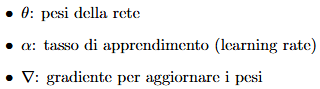 • θ: pesi della rete
• α: tasso di apprendimento (learning rate)
• ∇: gradiente per aggiornare i pesi